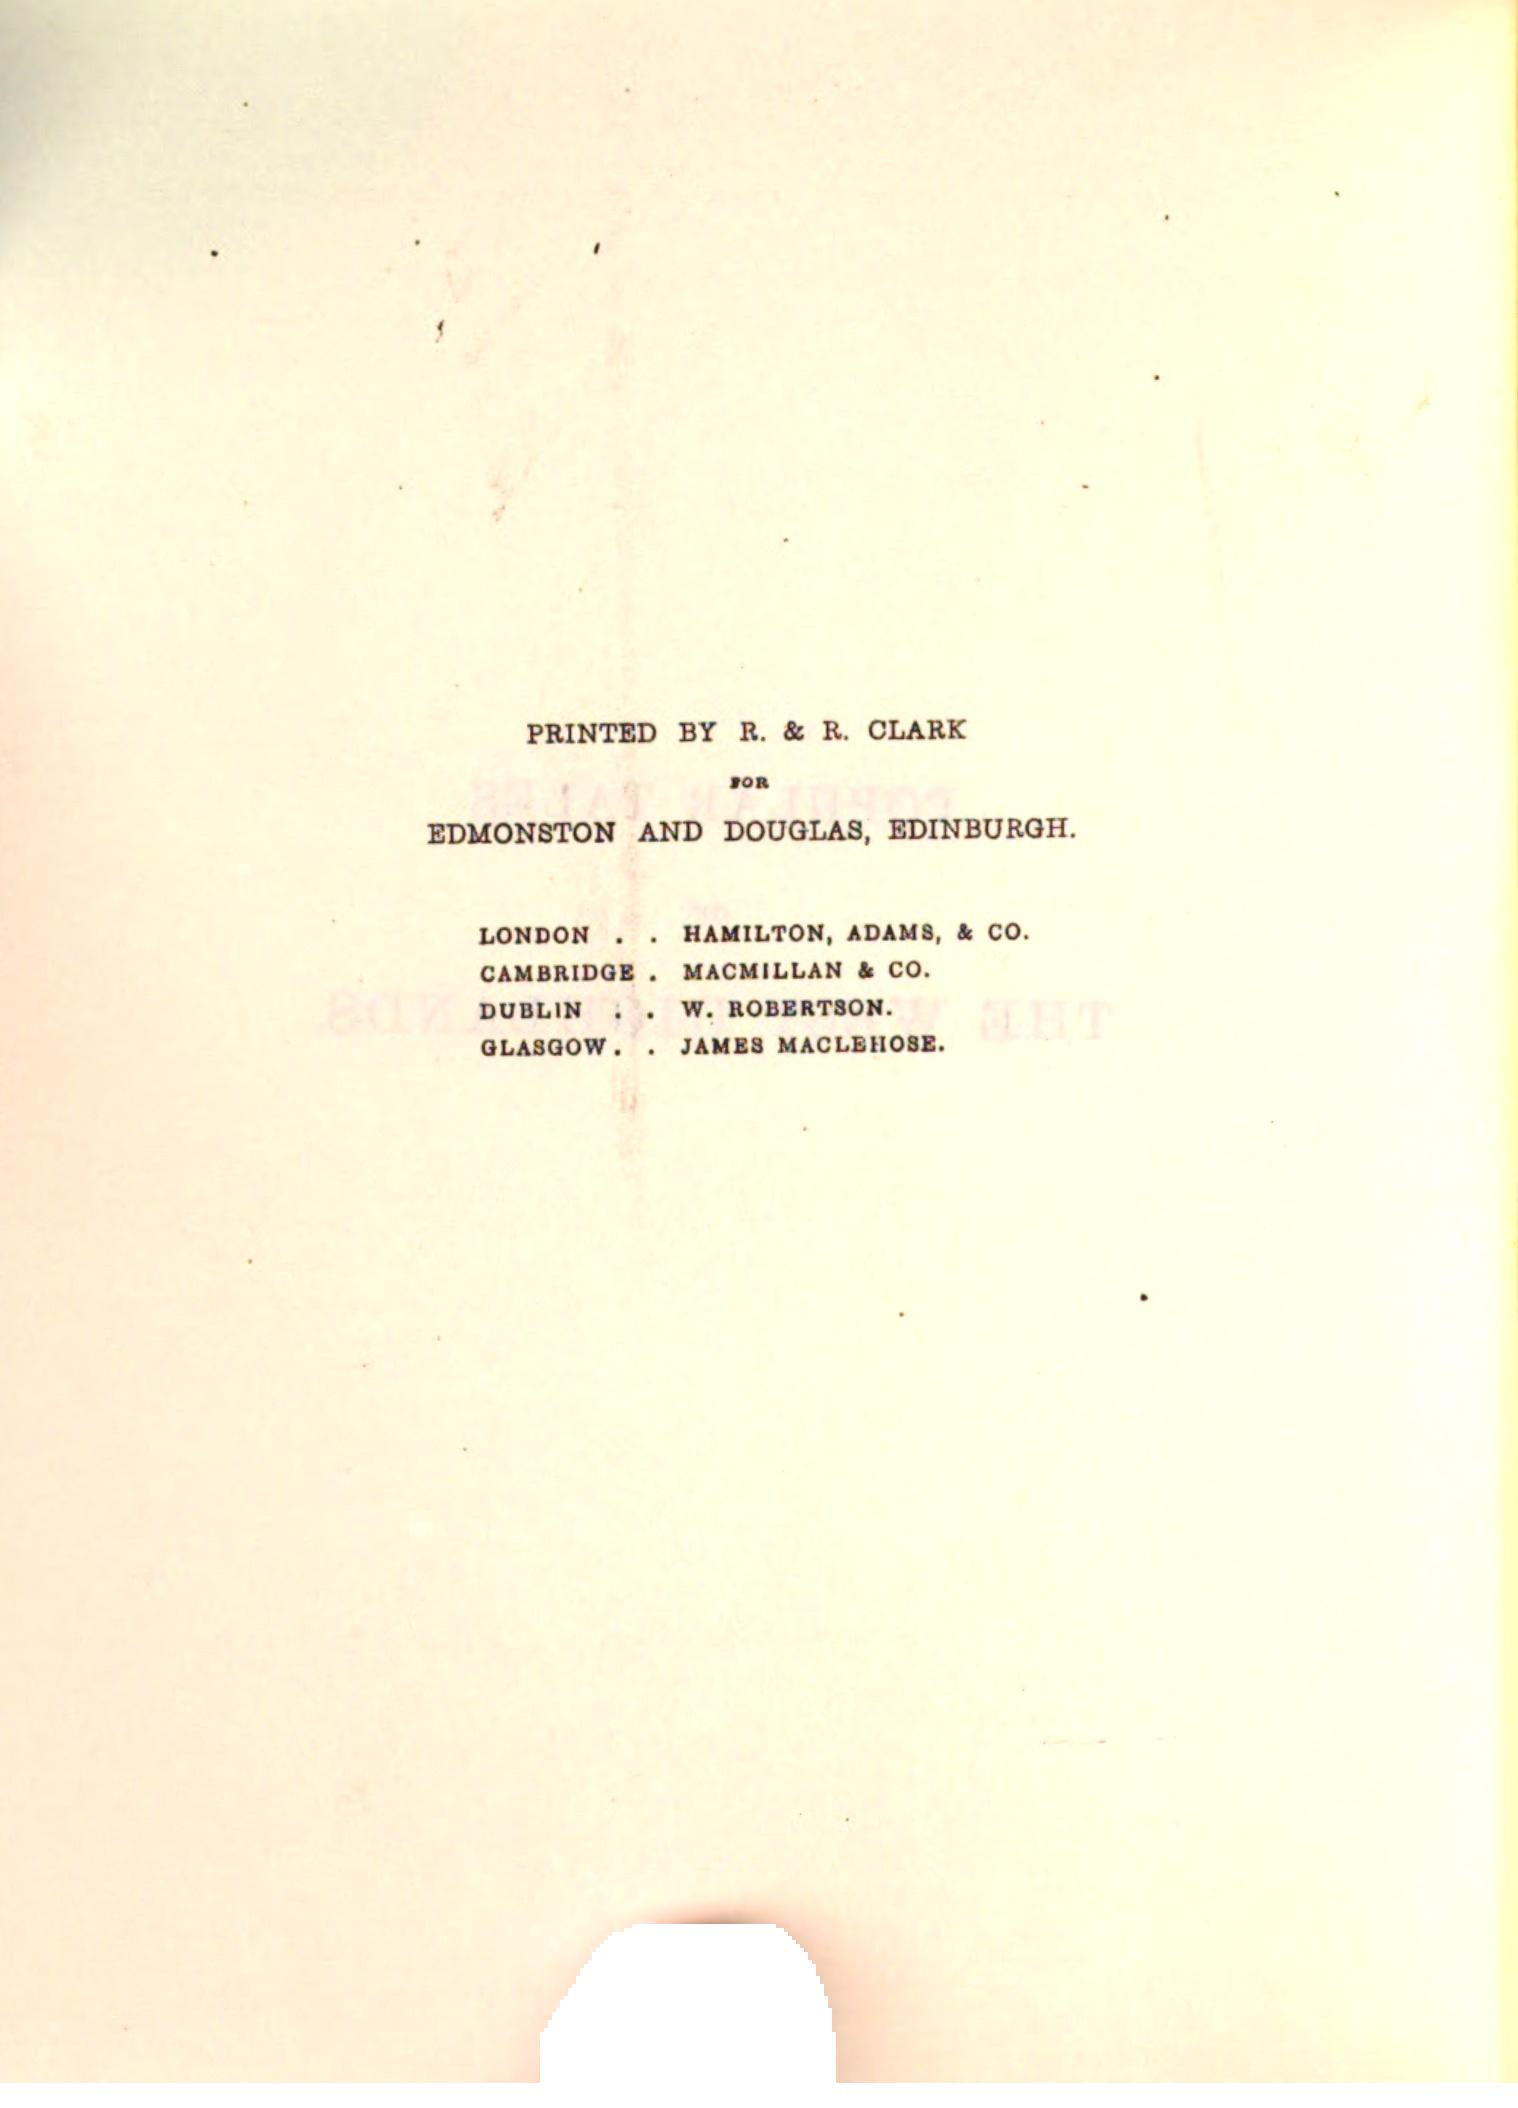 PRINTED BY R. & R. CLARK
FOR
EDMONSTON AND DOUGLAS, EDINBURGH.
LONDON . . HAMILTON, ADAMS, & CO.
CAMBRIDGE . MACMILLAN & CO.
DUBLIN . . W. ROBERTSON.
GLASGOW . . JAMES MACLEHOSE.